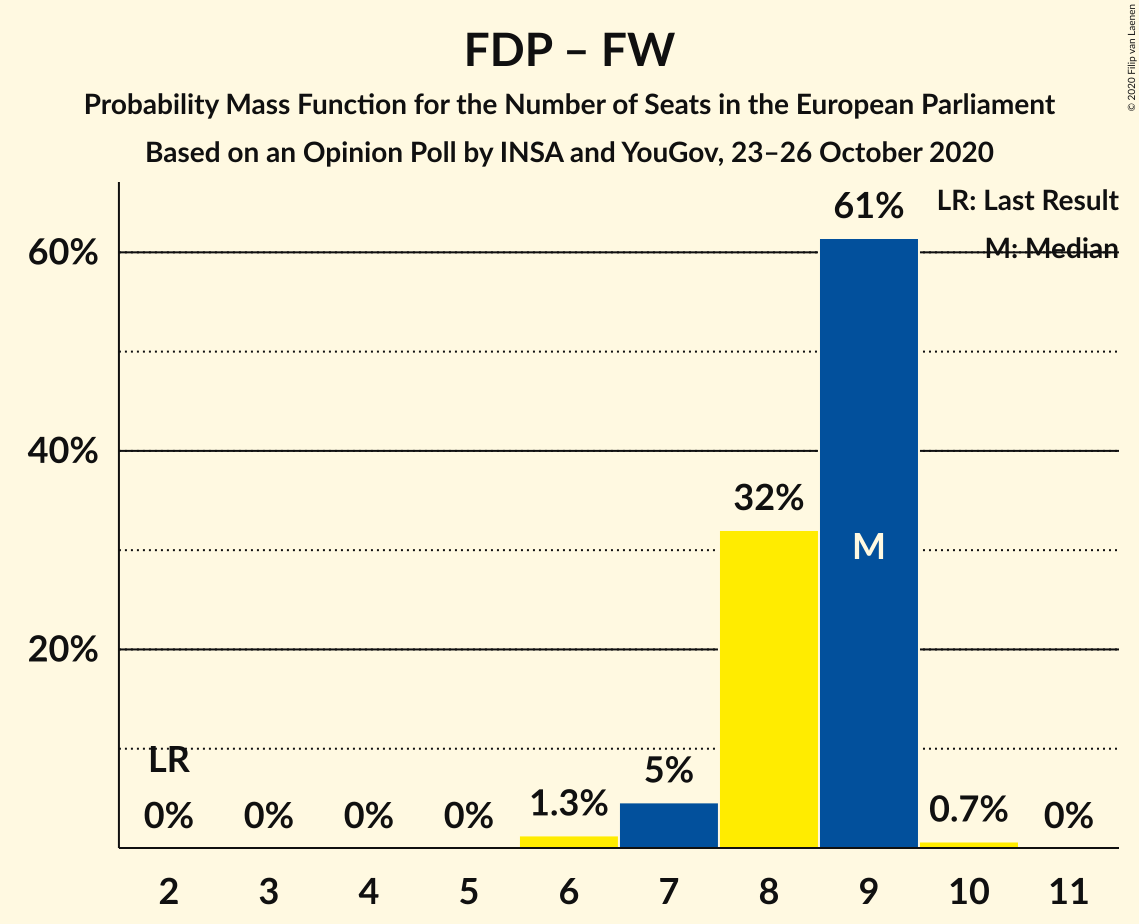 FDP – FW
Probability Mass Function for the Number of Seats in the European Parliament
Based on an Opinion Poll by INSA and YouGov, 23–26 October 2020
© 2020 Filip van Laenen
LR: Last Result
M: Median
60%
40%
20%
61%
32%
M
LR
0%
0%
0%
0%
1.3%
5%
0.7%
0%
2
3
4
5
6
7
8
9
10
11